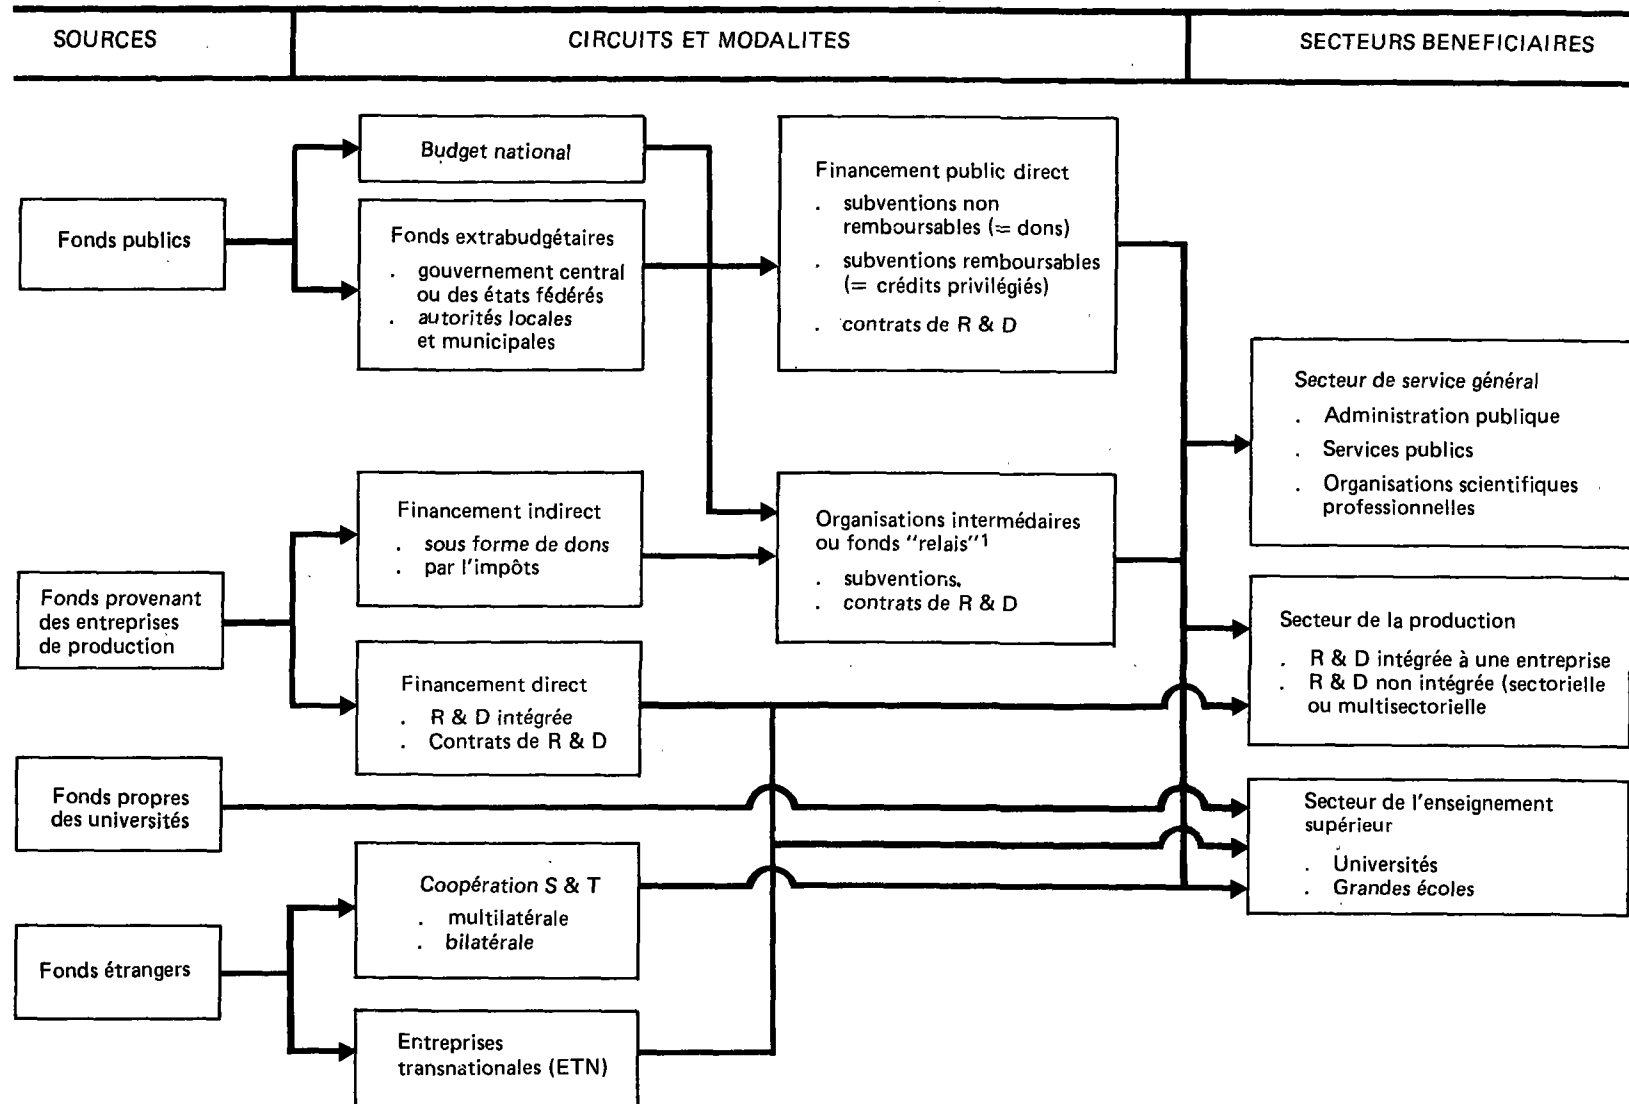 SOURCES
CIRCUITS ET MODALITES
SECTEURS BENEFICIAIRES
Fonds publics
Budget national
Fonds extrabudgétaires
. gouvernement central
ou des états fédérés
. autorités locales
et municipales
Financement public direct
. subventions non
remboursables (= dons)
. subventions remboursables
(= crédits privilégiés)
. contrats de R & D
Secteur de service général
. Administration publique
. Services publics
. Organisations scientifiques
professionnelles
Fonds provenant
des entreprises
de production
Financement indirect
. sous forme de dons
. par l'impôts
Organisations intermédaires
ou fonds "relais"1
. subventions.
. contrats de R & D
Financement direct
. R & D intégrée
. Contrats de R & D
Secteur de la production
. R & D intégrée à une entreprise
. R & D non intégrée (sectorielle
ou multisectorielle
Fonds propres
des universités
Secteur de l'enseignement
supérieur
. Universités
. Grandes écoles
Fonds étrangers
Coopération S & T
. multilatérale
. bilatérale
Entreprises
transnationales (ETN)